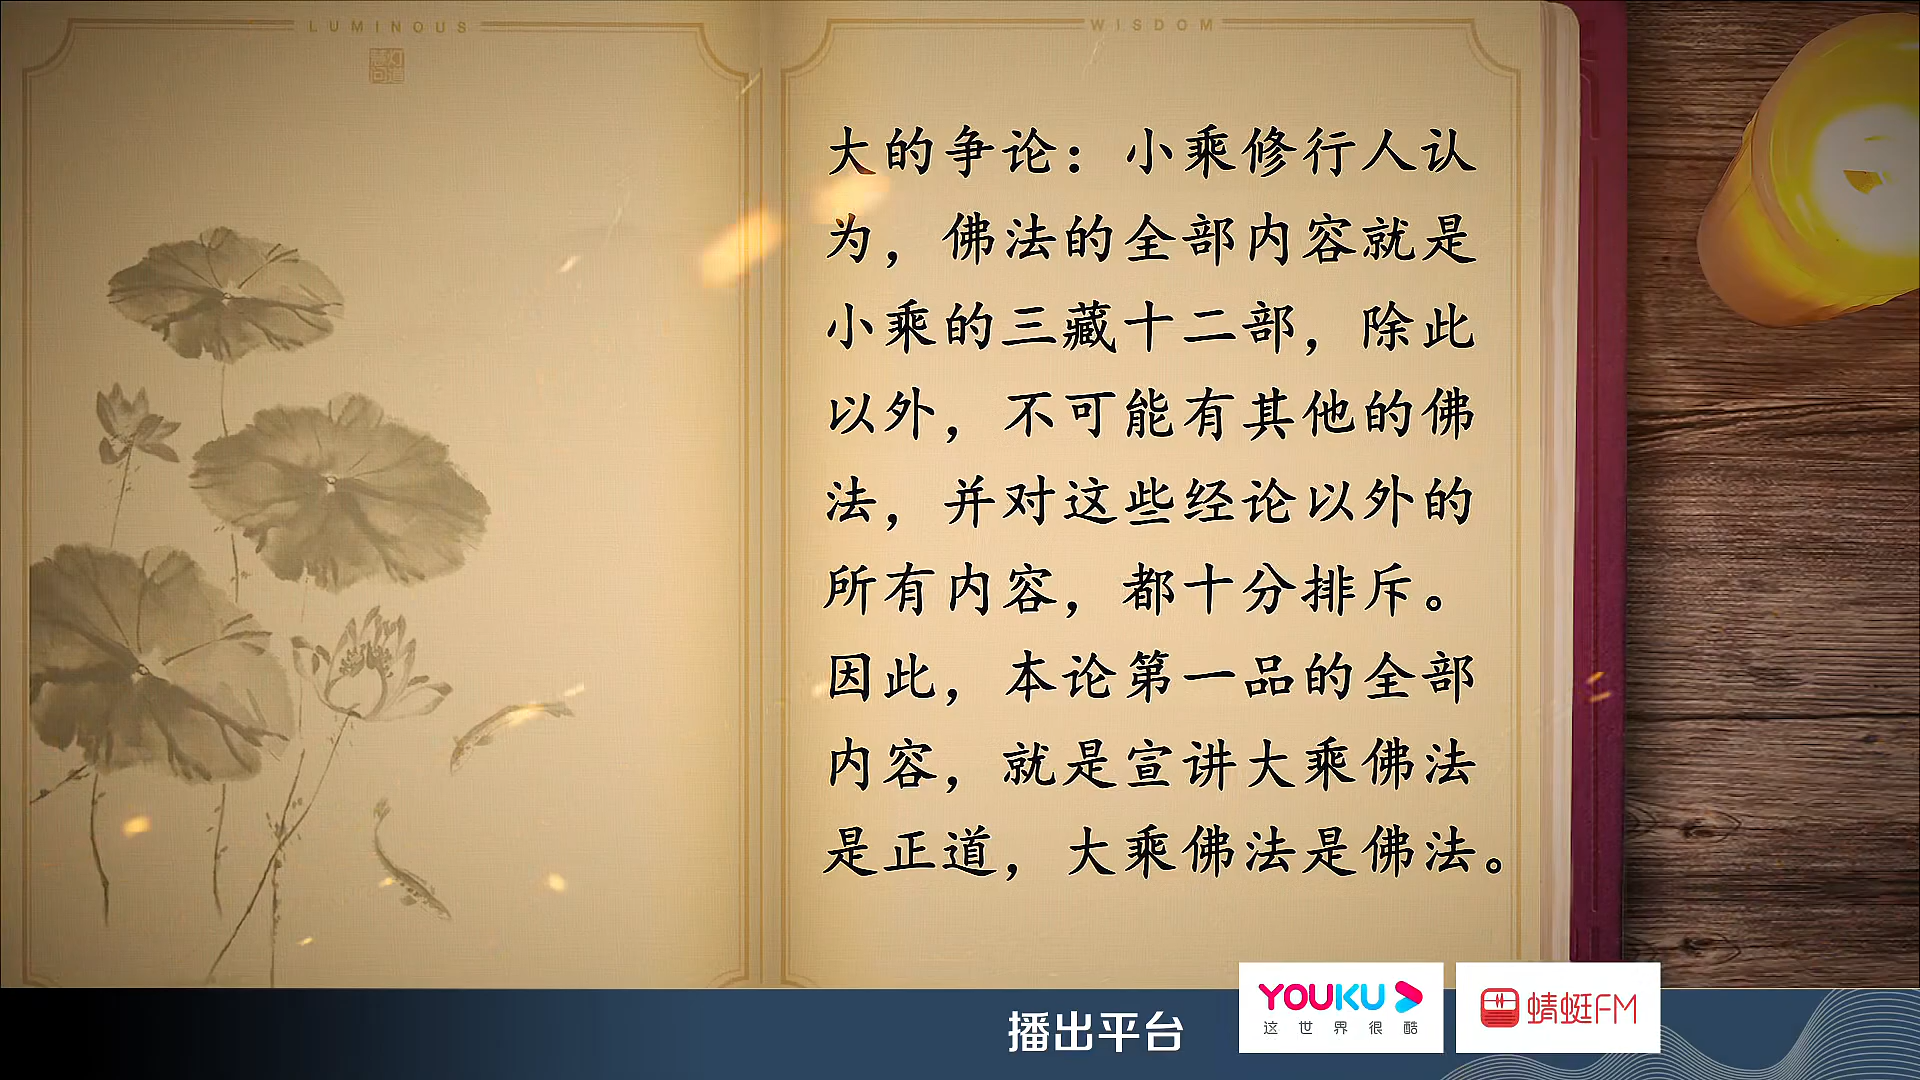 LUMINOUS
WISDOM
大的争论：小乘修行人认
为，佛法的全部内容就是
小乘的三藏十二部，除此
以外，不可能有其他的佛
法，并对这些经论以外的
所有内容，都十分排斥。
因此，本论第一品的全部
内容，就是宣讲大乘佛法
是正道，大乘佛法是佛法。
播出平台
YOUKU
这世界很酷
蜻蜓FM